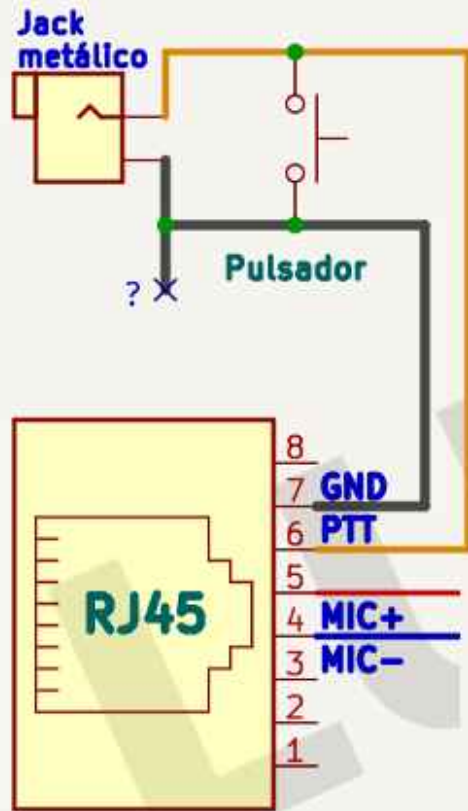 Jack
metálico
Pulsador
?
8
7 GND
6 PTT
5
4 MIC+
3 MIC-
2
1
RJ45